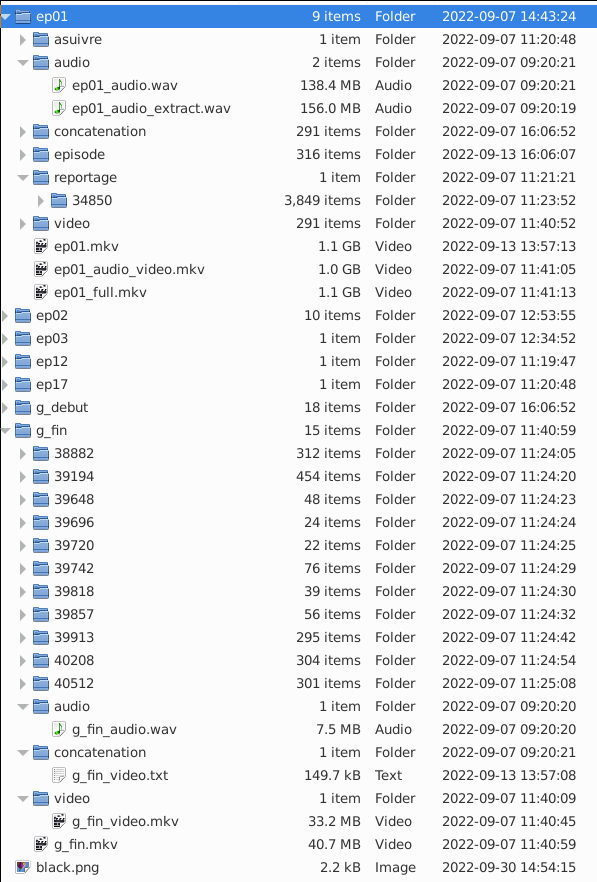 ep01 9 items Folder 2022-09-07 14:43:24
asuivre 1 item Folder 2022-09-07 11:20:48
audio 2 items Folder 2022-09-07 09:20:21
ep01_audio.wav 138.4 MB Audio 2022-09-07 09:20:21
ep01_audio_extract.wav 156.0 MB Audio 2022-09-07 09:20:19
concatenation 291 items Folder 2022-09-07 16:06:52
episode 316 items Folder 2022-09-13 16:06:07
reportage 1 item Folder 2022-09-07 11:21:21
34850 3,849 items Folder 2022-09-07 11:23:52
video 291 items Folder 2022-09-07 11:40:52
ep01.mkv 1.1 GB Video 2022-09-13 13:57:13
ep01_audio_video.mkv 1.0 GB Video 2022-09-07 11:41:05
ep01_full.mkv 1.1 GB Video 2022-09-07 11:41:13
ep02 10 items Folder 2022-09-07 12:53:55
ep03 1 item Folder 2022-09-07 12:34:52
ep12 1 item Folder 2022-09-07 11:19:47
ep17 1 item Folder 2022-09-07 11:20:48
g_debut 18 items Folder 2022-09-07 16:06:52
g_fin 15 items Folder 2022-09-07 11:40:59
38882 312 items Folder 2022-09-07 11:24:05
39194 454 items Folder 2022-09-07 11:24:20
39648 48 items Folder 2022-09-07 11:24:23
39696 24 items Folder 2022-09-07 11:24:24
39720 22 items Folder 2022-09-07 11:24:25
39742 76 items Folder 2022-09-07 11:24:29
39818 39 items Folder 2022-09-07 11:24:30
39857 56 items Folder 2022-09-07 11:24:32
39913 295 items Folder 2022-09-07 11:24:42
40208 304 items Folder 2022-09-07 11:24:54
40512 301 items Folder 2022-09-07 11:25:08
audio 1 item Folder 2022-09-07 09:20:20
g_fin_audio.wav 7.5 MB Audio 2022-09-07 09:20:20
concatenation 1 item Folder 2022-09-07 09:20:21
g_fin_video.txt 149.7 kB Text 2022-09-13 13:57:08
video 1 item Folder 2022-09-07 11:40:09
g_fin_video.mkv 33.2 MB Video 2022-09-07 11:40:45
g_fin.mkv 40.7 MB Video 2022-09-07 11:40:59
black.png 2.2 kB Image 2022-09-30 14:54:15